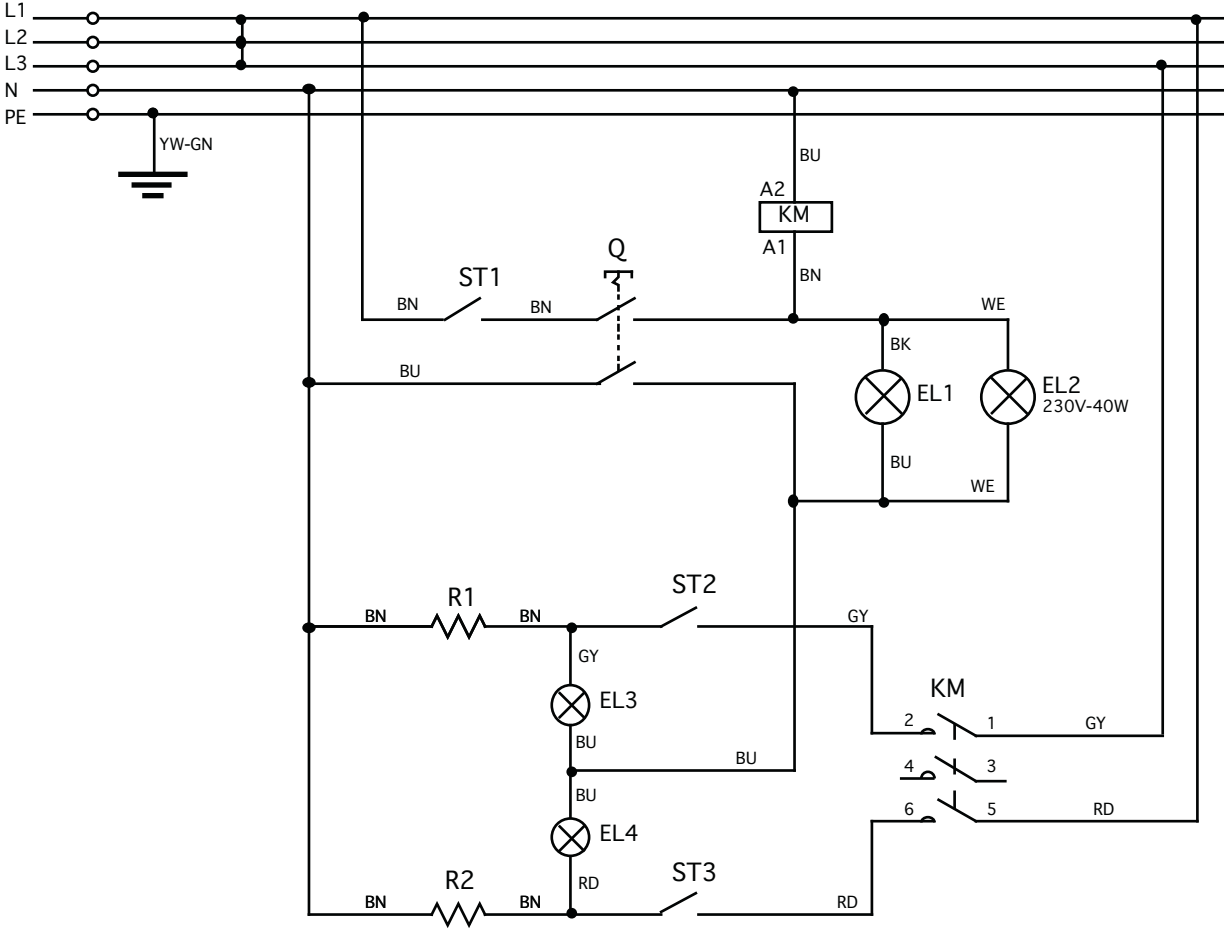 L1
L2
L3
N
PE
YW-GN
BU
A2
KM
A1
Q
BN
ST1
BN
BN
WE
BK
BU
EL1
EL2
230V-40W
BU
WE
ST2
R1
BN
BN
GY
GY
EL3
KM
2
1
GY
BU
BU
4
3
BU
6
5
RD
EL4
ST3
R2
RD
BN
BN
RD